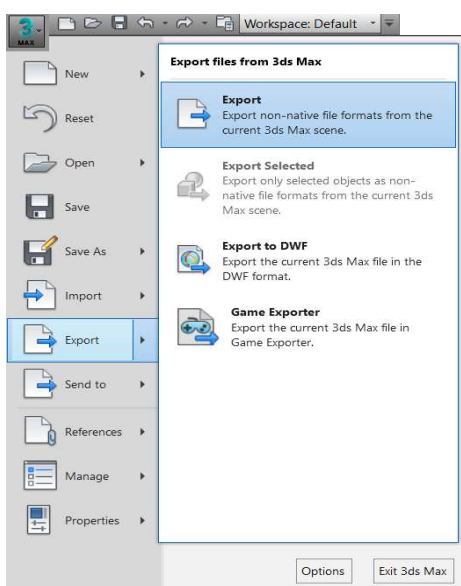 3
MAX
Workspace: Default
New
Reset
Open
Save
Save As
Import
Export
Send to
References
Manage
Properties
Export files from 3ds Max
Export
Export non-native file formats from the
current 3ds Max scene.
Export Selected
Export only selected objects as non-
native file formats from the current 3ds
Max scene.
Export to DWF
Export the current 3ds Max file in the
DWF format.
Game Exporter
Export the current 3ds Max file in
Game Exporter.
Options
Exit 3ds Max